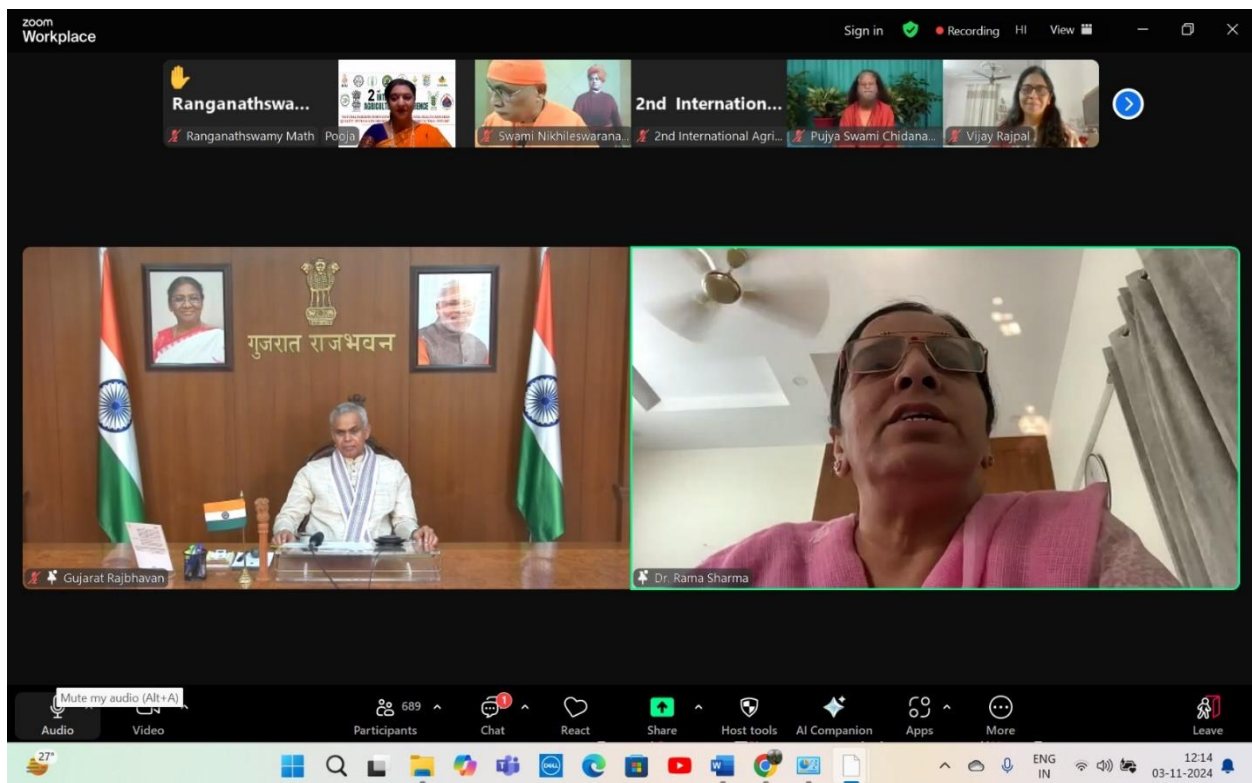 zoom
Workplace
Sign in
Recording
HI
View
Ranganathswa...
2nd Internation...
Ranganathswamy Math
Pooja
Swami Nikhileswarana...
2nd International Agri...
Pujya Swami Chidana...
Vijay Rajpal
गुजरात राजभवन
Gujarat Rajbhavan
Dr. Rama Sharma
Mute my audio (Alt+A)
Audio
Video
689
Participants
1
Chat
React
Share
Host tools
AI Companion
Apps
More
Leave
27°
DELL
ENG
IN
12:14
03-11-2024